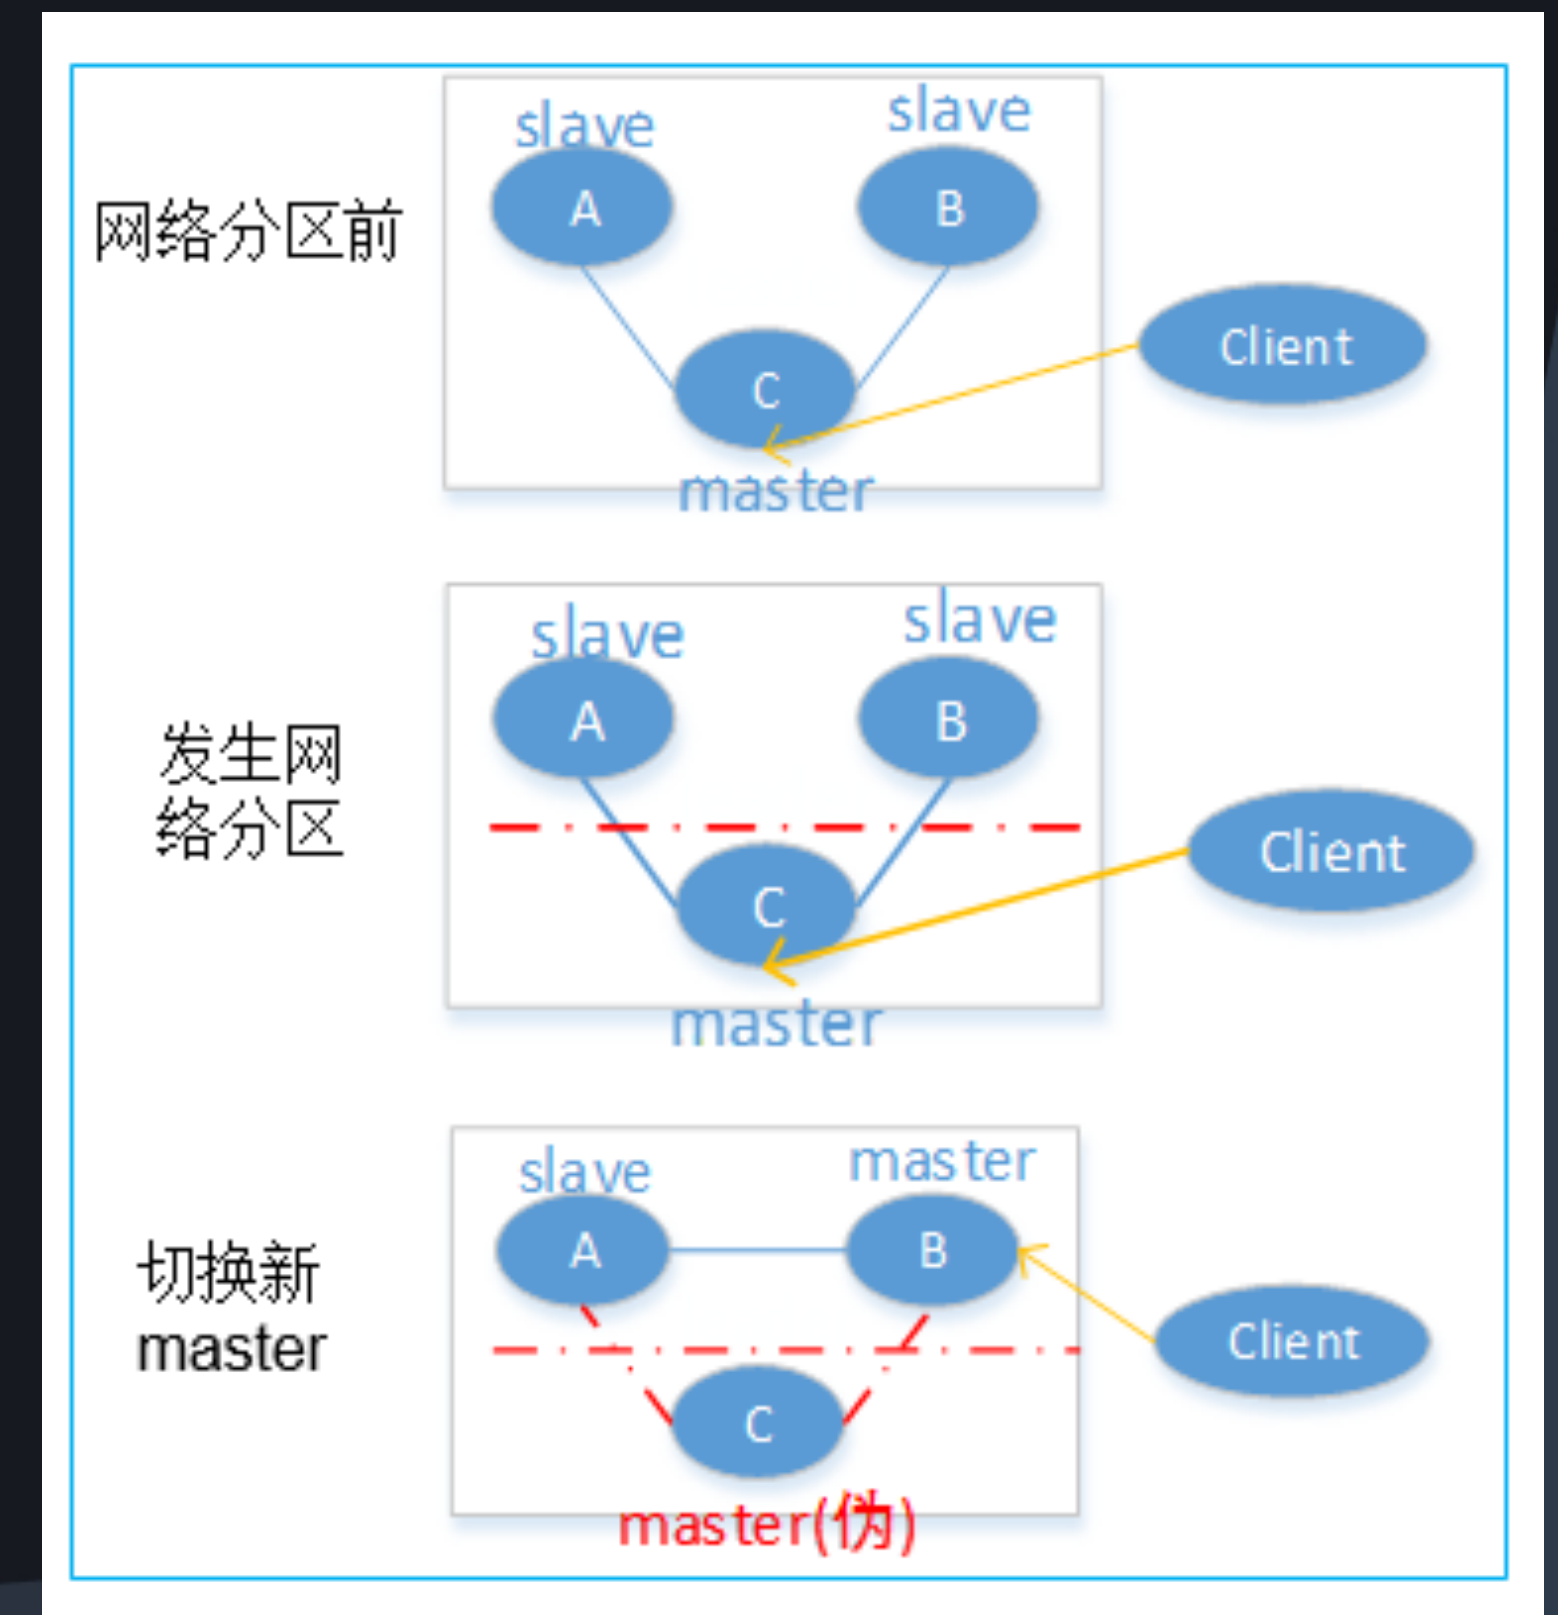 slave
slave
网络分区前
A
B
Client
C
master
slave
slave
发生网
络分区
A
B
Client
C
master
slave
master
切换新
master
A
B
Client
C
master(伪)